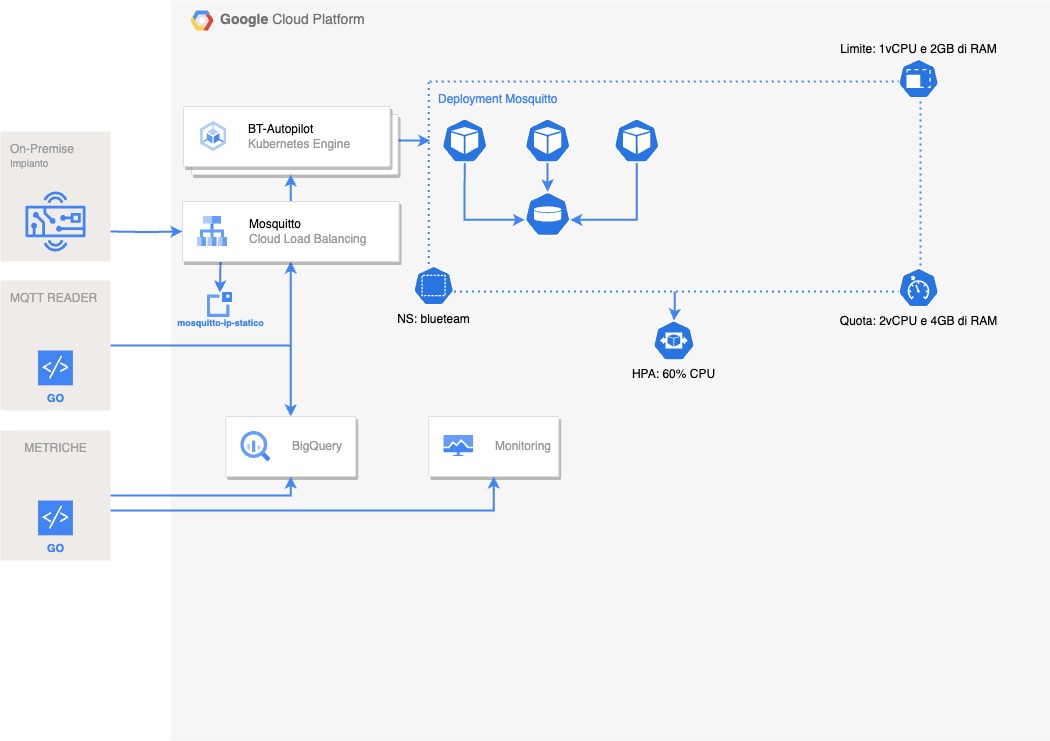 Google Cloud Platform
Limite: 1vCPU e 2GB di RAM
Deployment Mosquitto
BT-Autopilot
Kubernetes Engine
On-Premise
Impianto
Mosquitto
Cloud Load Balancing
MQTT READER
</>
GO
mosquitto-ip-statico
NS: blueteam
Quota: 2vCPU e 4GB di RAM
HPA: 60% CPU
METRICHE
</>
GO
BigQuery
Monitoring